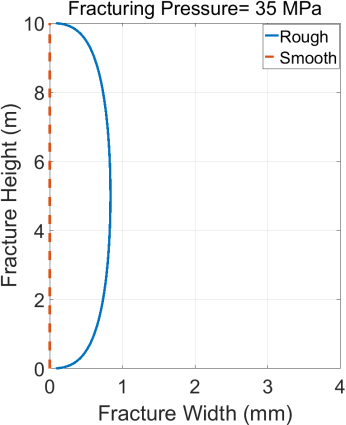 Fracturing Pressure= 35 MPa
Rough
Smooth
Fracture Height (m)
10
8
6
4
2
0
0 1 2 3 4
Fracture Width (mm)